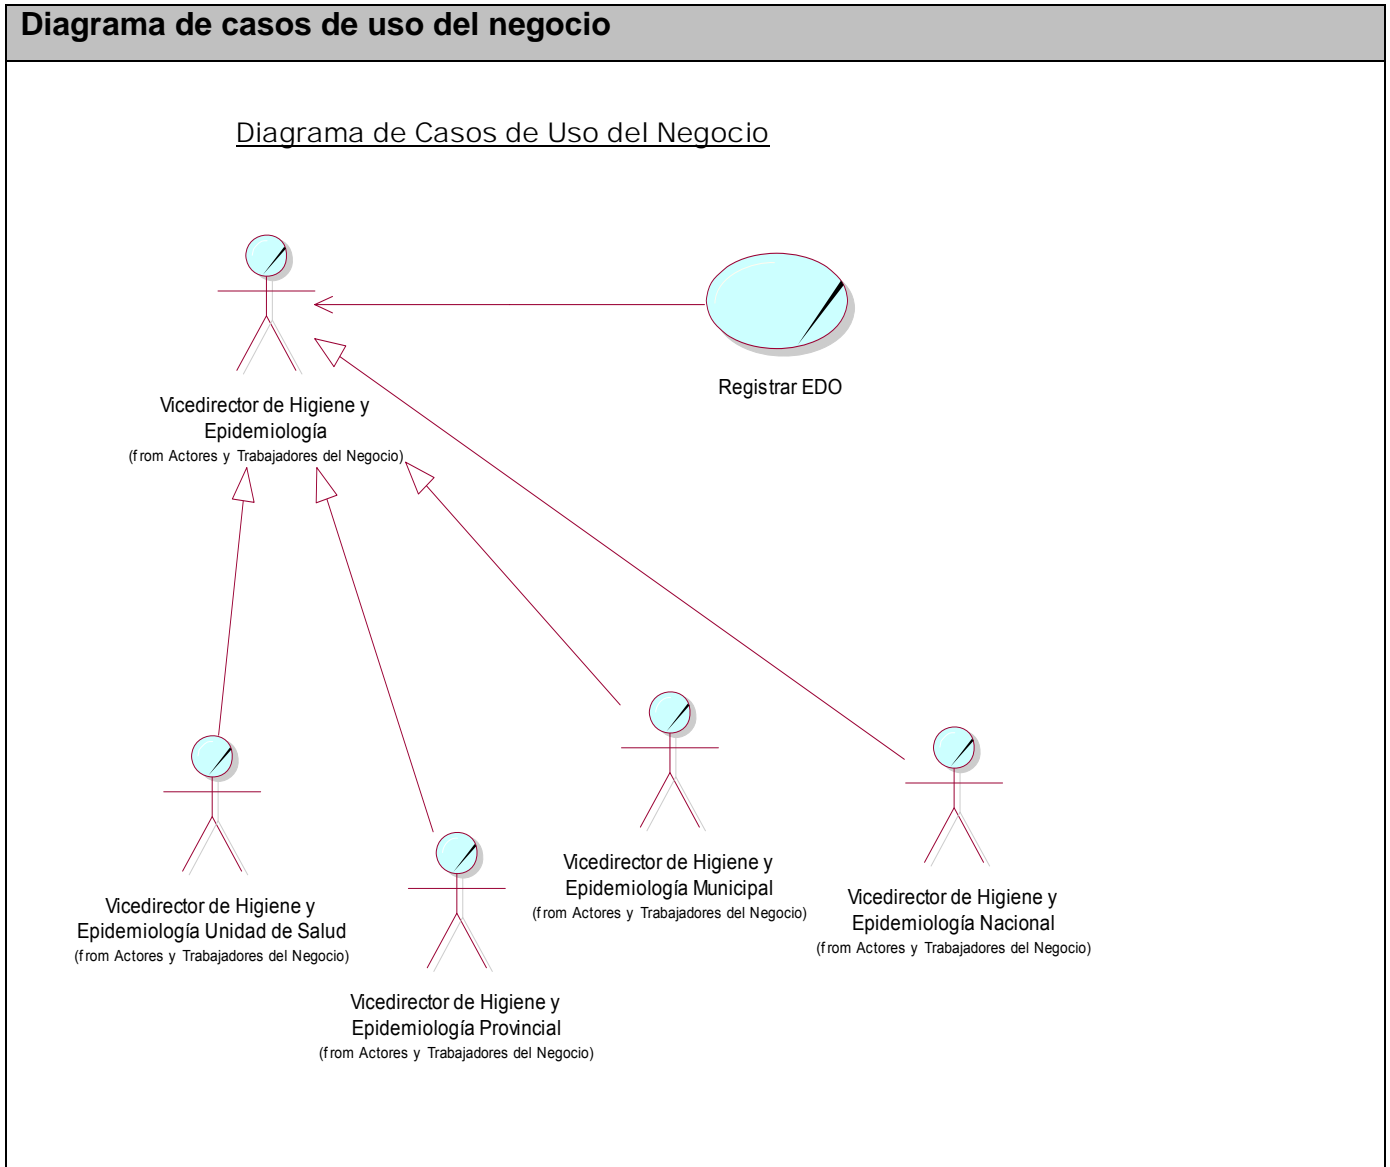 Diagrama de casos de uso del negocio
Diagrama de Casos de Uso del Negocio
Registrar EDO
Vicedirector de Higiene y
Epidemiología
(from Actores y Trabajadores del Negocio)
Vicedirector de Higiene y
Epidemiología Unidad de Salud
(from Actores y Trabajadores del Negocio)
Vicedirector de Higiene y
Epidemiología Provincial
(from Actores y Trabajadores del Negocio)
Vicedirector de Higiene y
Epidemiología Municipal
(from Actores y Trabajadores del Negocio)
Vicedirector de Higiene y
Epidemiología Nacional
(from Actores y Trabajadores del Negocio)